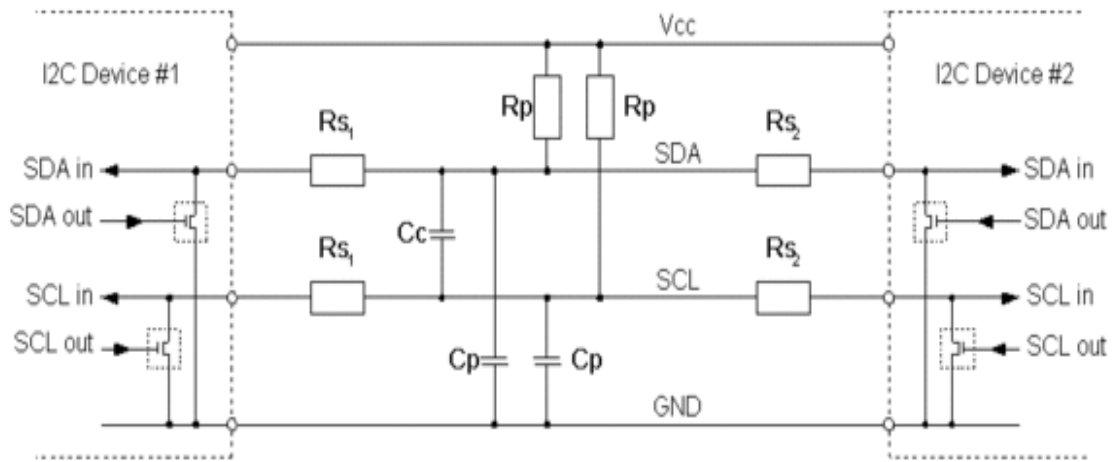 Vcc
I2C Device #1
I2C Device #2
Rp
Rp
Rs₁
SDA
Rs₂
SDA in
SDA in
SDA out
SDA out
Cc
Rs₁
SCL
Rs₂
SCL in
SCL in
SCL out
SCL out
Cp
Cp
GND